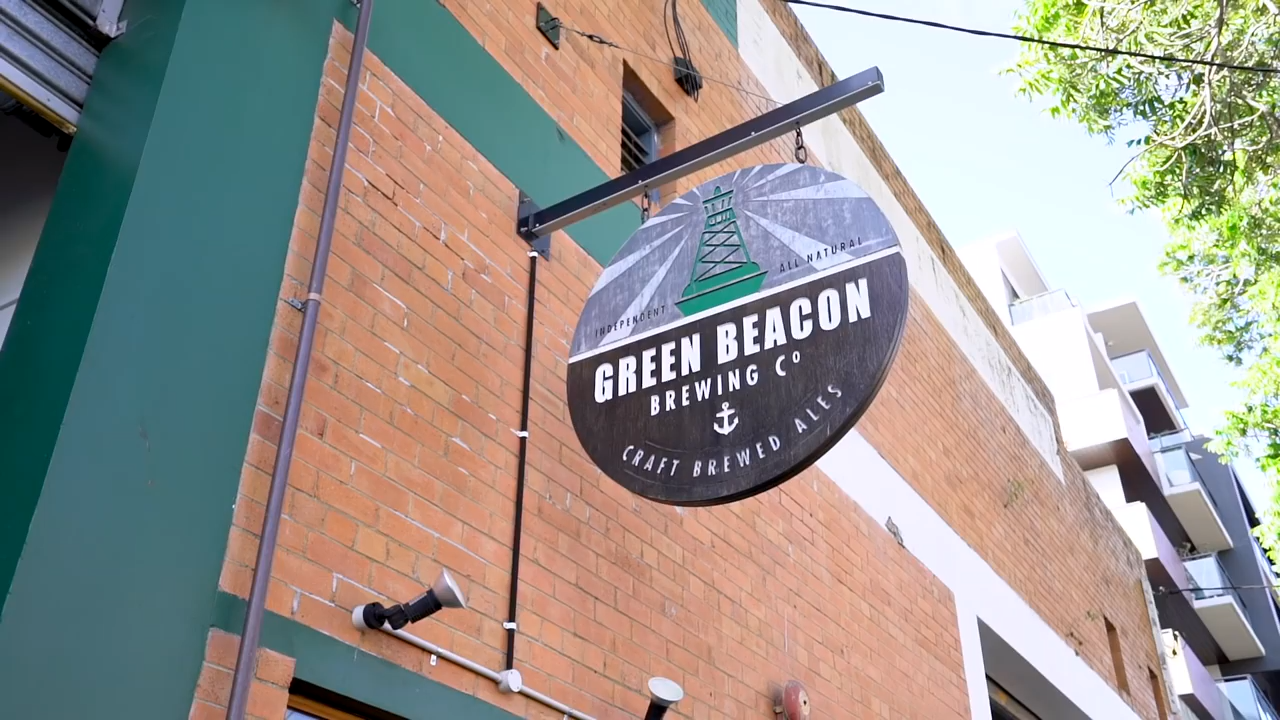 INDEPENDENT ALL NATURAL
GREEN BEACON
BREWING Co
CRAFT BREWED ALES